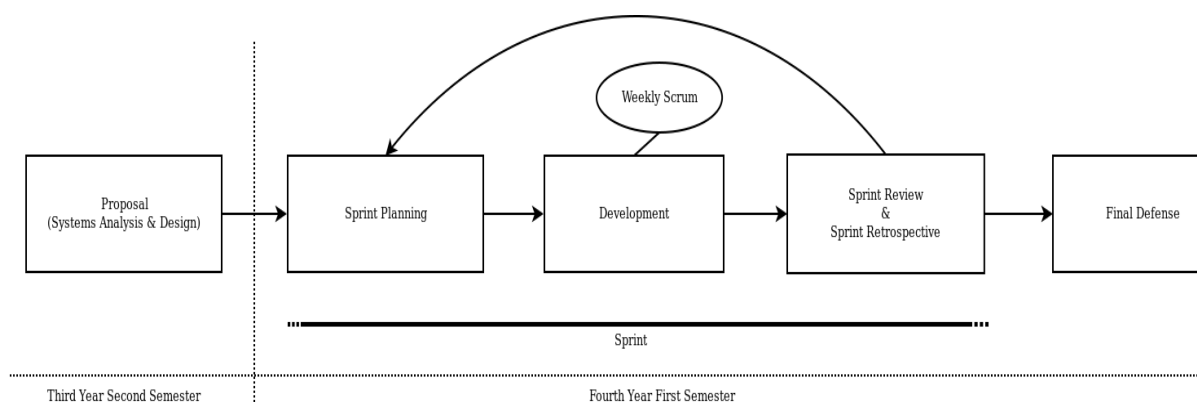 Weekly Scrum
Proposal
(Systems Analysis & Design)
Sprint Planning
Development
Sprint Review
&
Sprint Retrospective
Final Defense
Sprint
Third Year Second Semester
Fourth Year First Semester